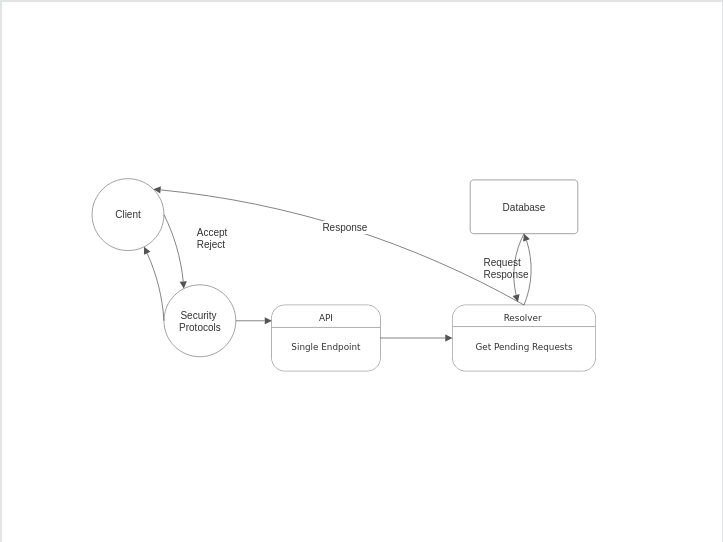 Client
Accept
Reject
Response
Database
Request
Response
Security
Protocols
API
Single Endpoint
Resolver
Get Pending Requests